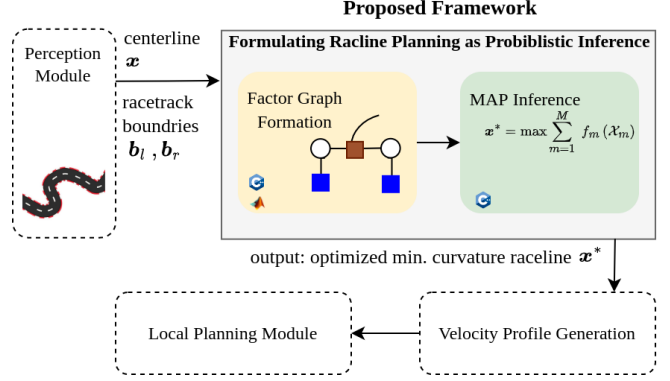 Proposed Framework
Perception
Module
centerline
x
racetrack
boundries
b_l , b_r
Formulating Racline Planning as Probiblistic Inference
Factor Graph
Formation
C++
MAP Inference
x* = max ∑_{m=1}^{M} f_m (𝒳_m)
C++
output: optimized min. curvature raceline x*
Local Planning Module
Velocity Profile Generation